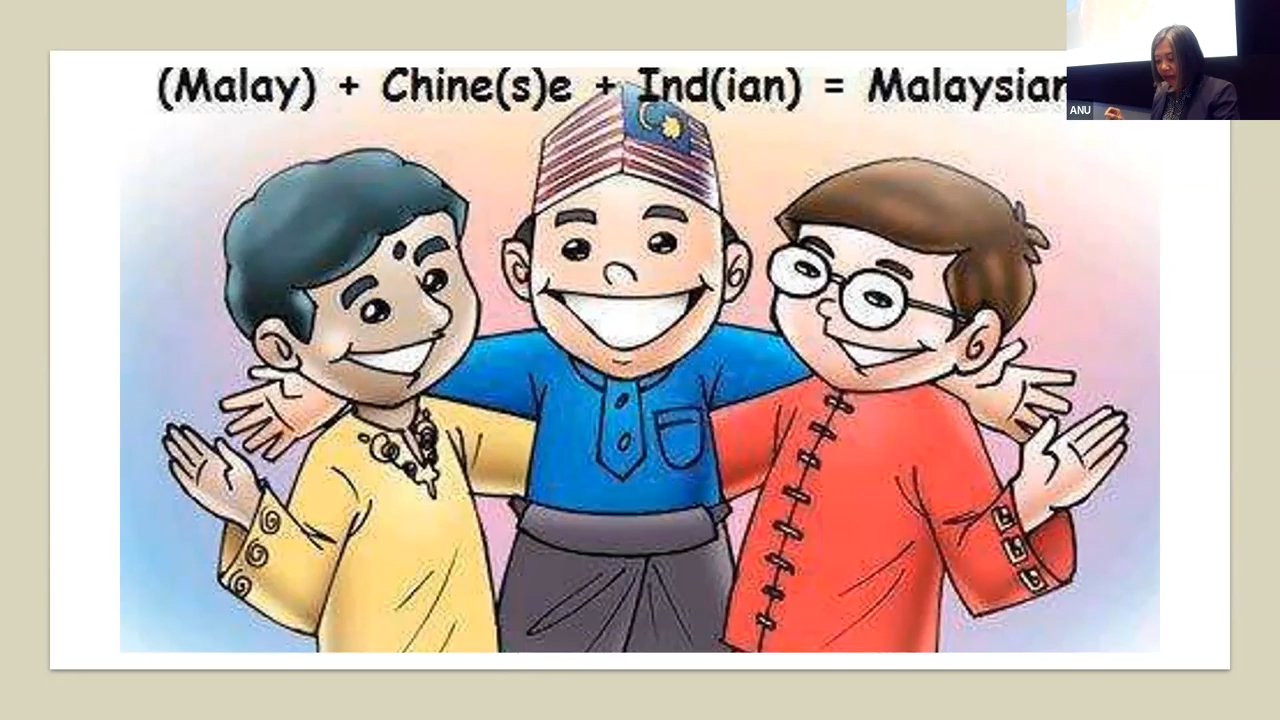 (Malay) + Chine(s)e + Ind(ian) = Malaysian
ANU